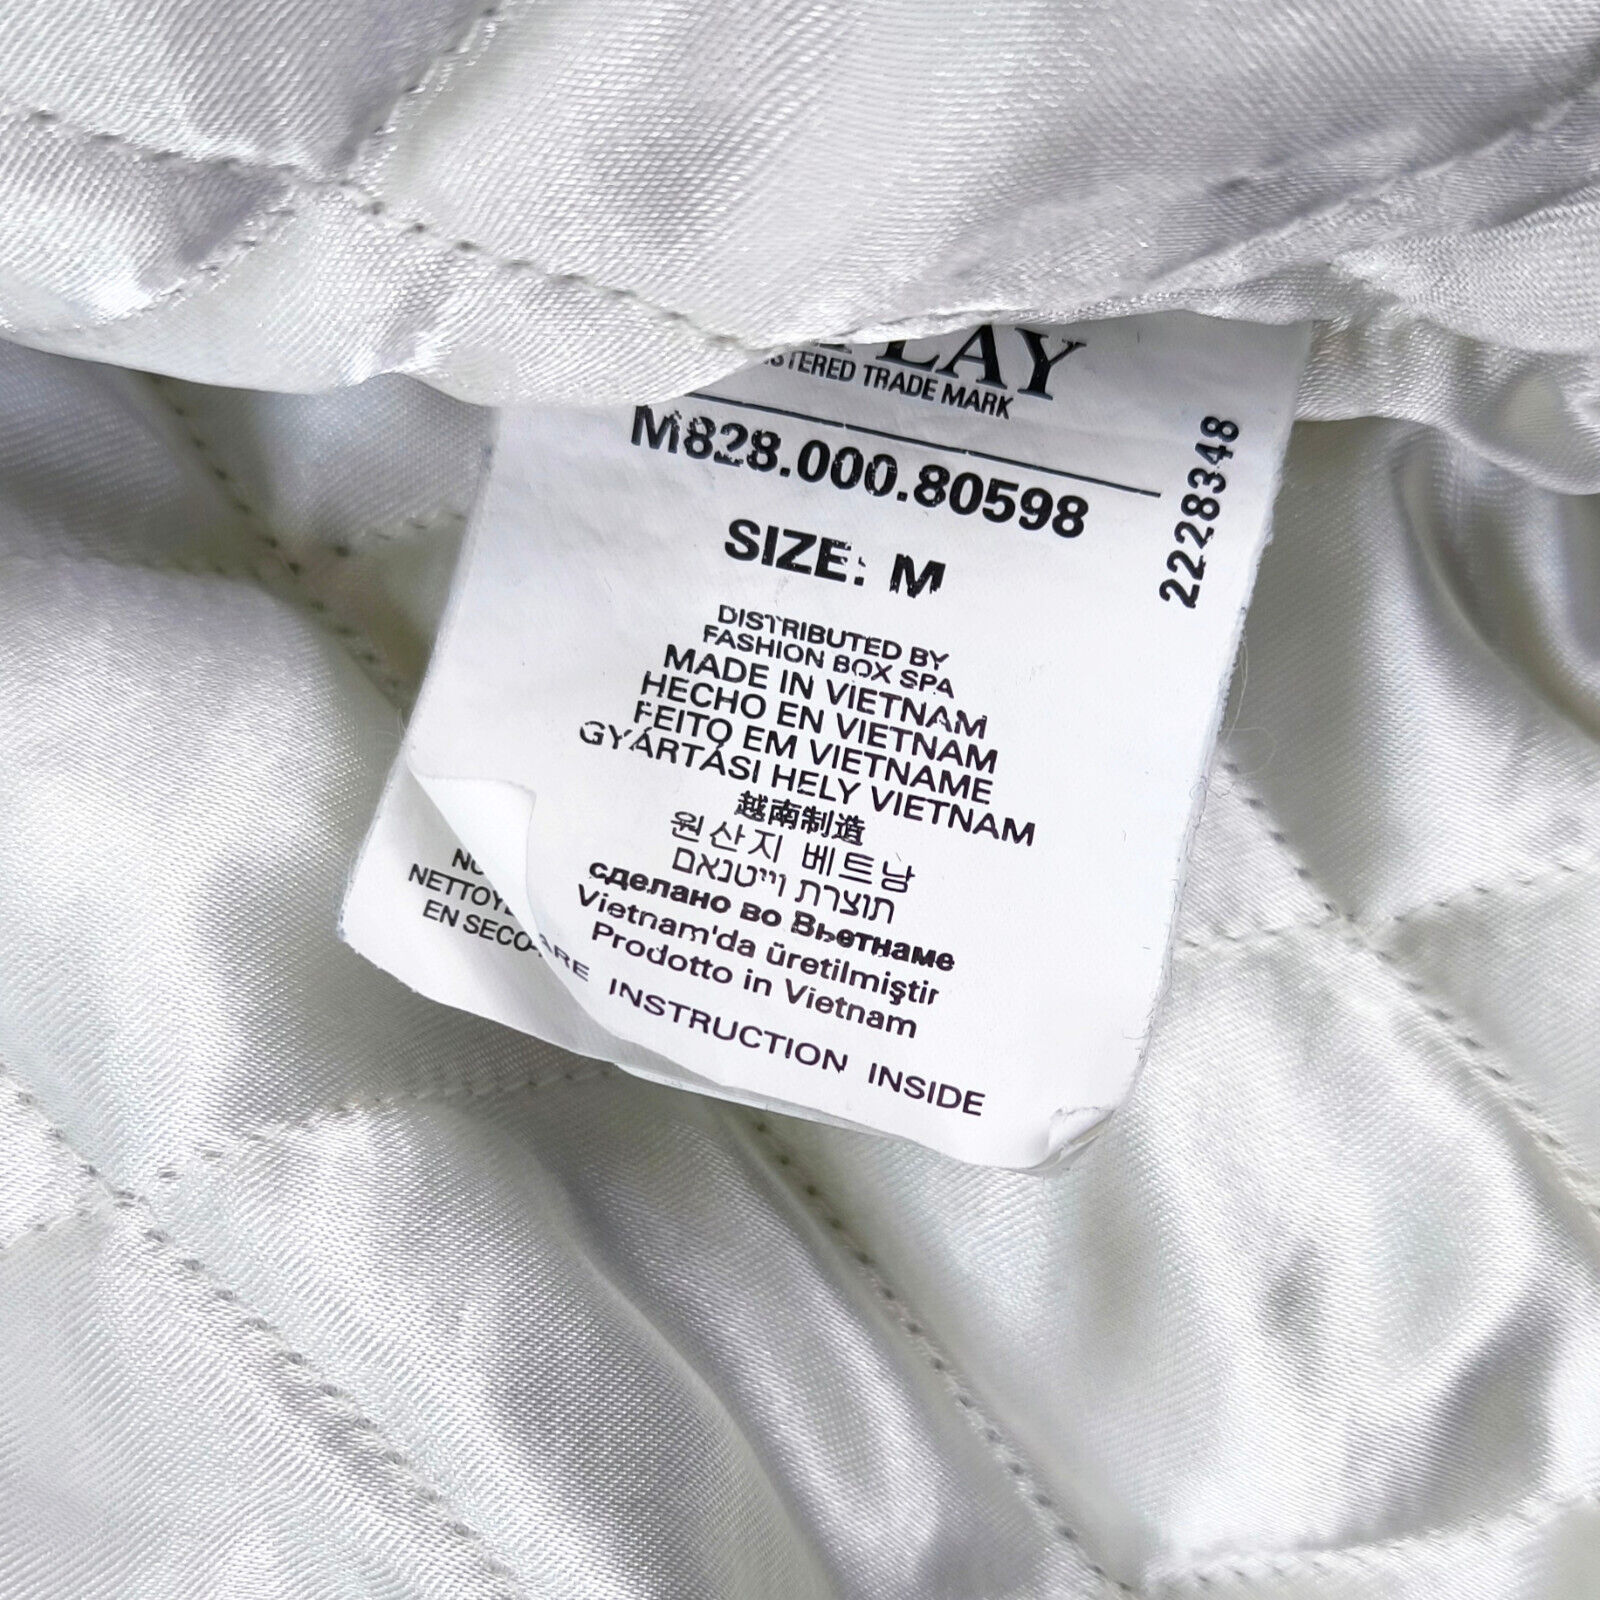 TRADE MARK
M828.000.80598
2228348
SIZE: M
DISTRIBUTED BY
FASHION BOX SPA
MADE IN VIETNAM
HECHO EN VIETNAM
FEITO EM VIETNAME
GYÁRTÁSI HELY VIETNAM
越南制造
원산지 베트남
תוצרת וייטנאם
сделано во Вьетнаме
Vietnam'da üretilmiştir
Prodotto in Vietnam
INSTRUCTION INSIDE
EN